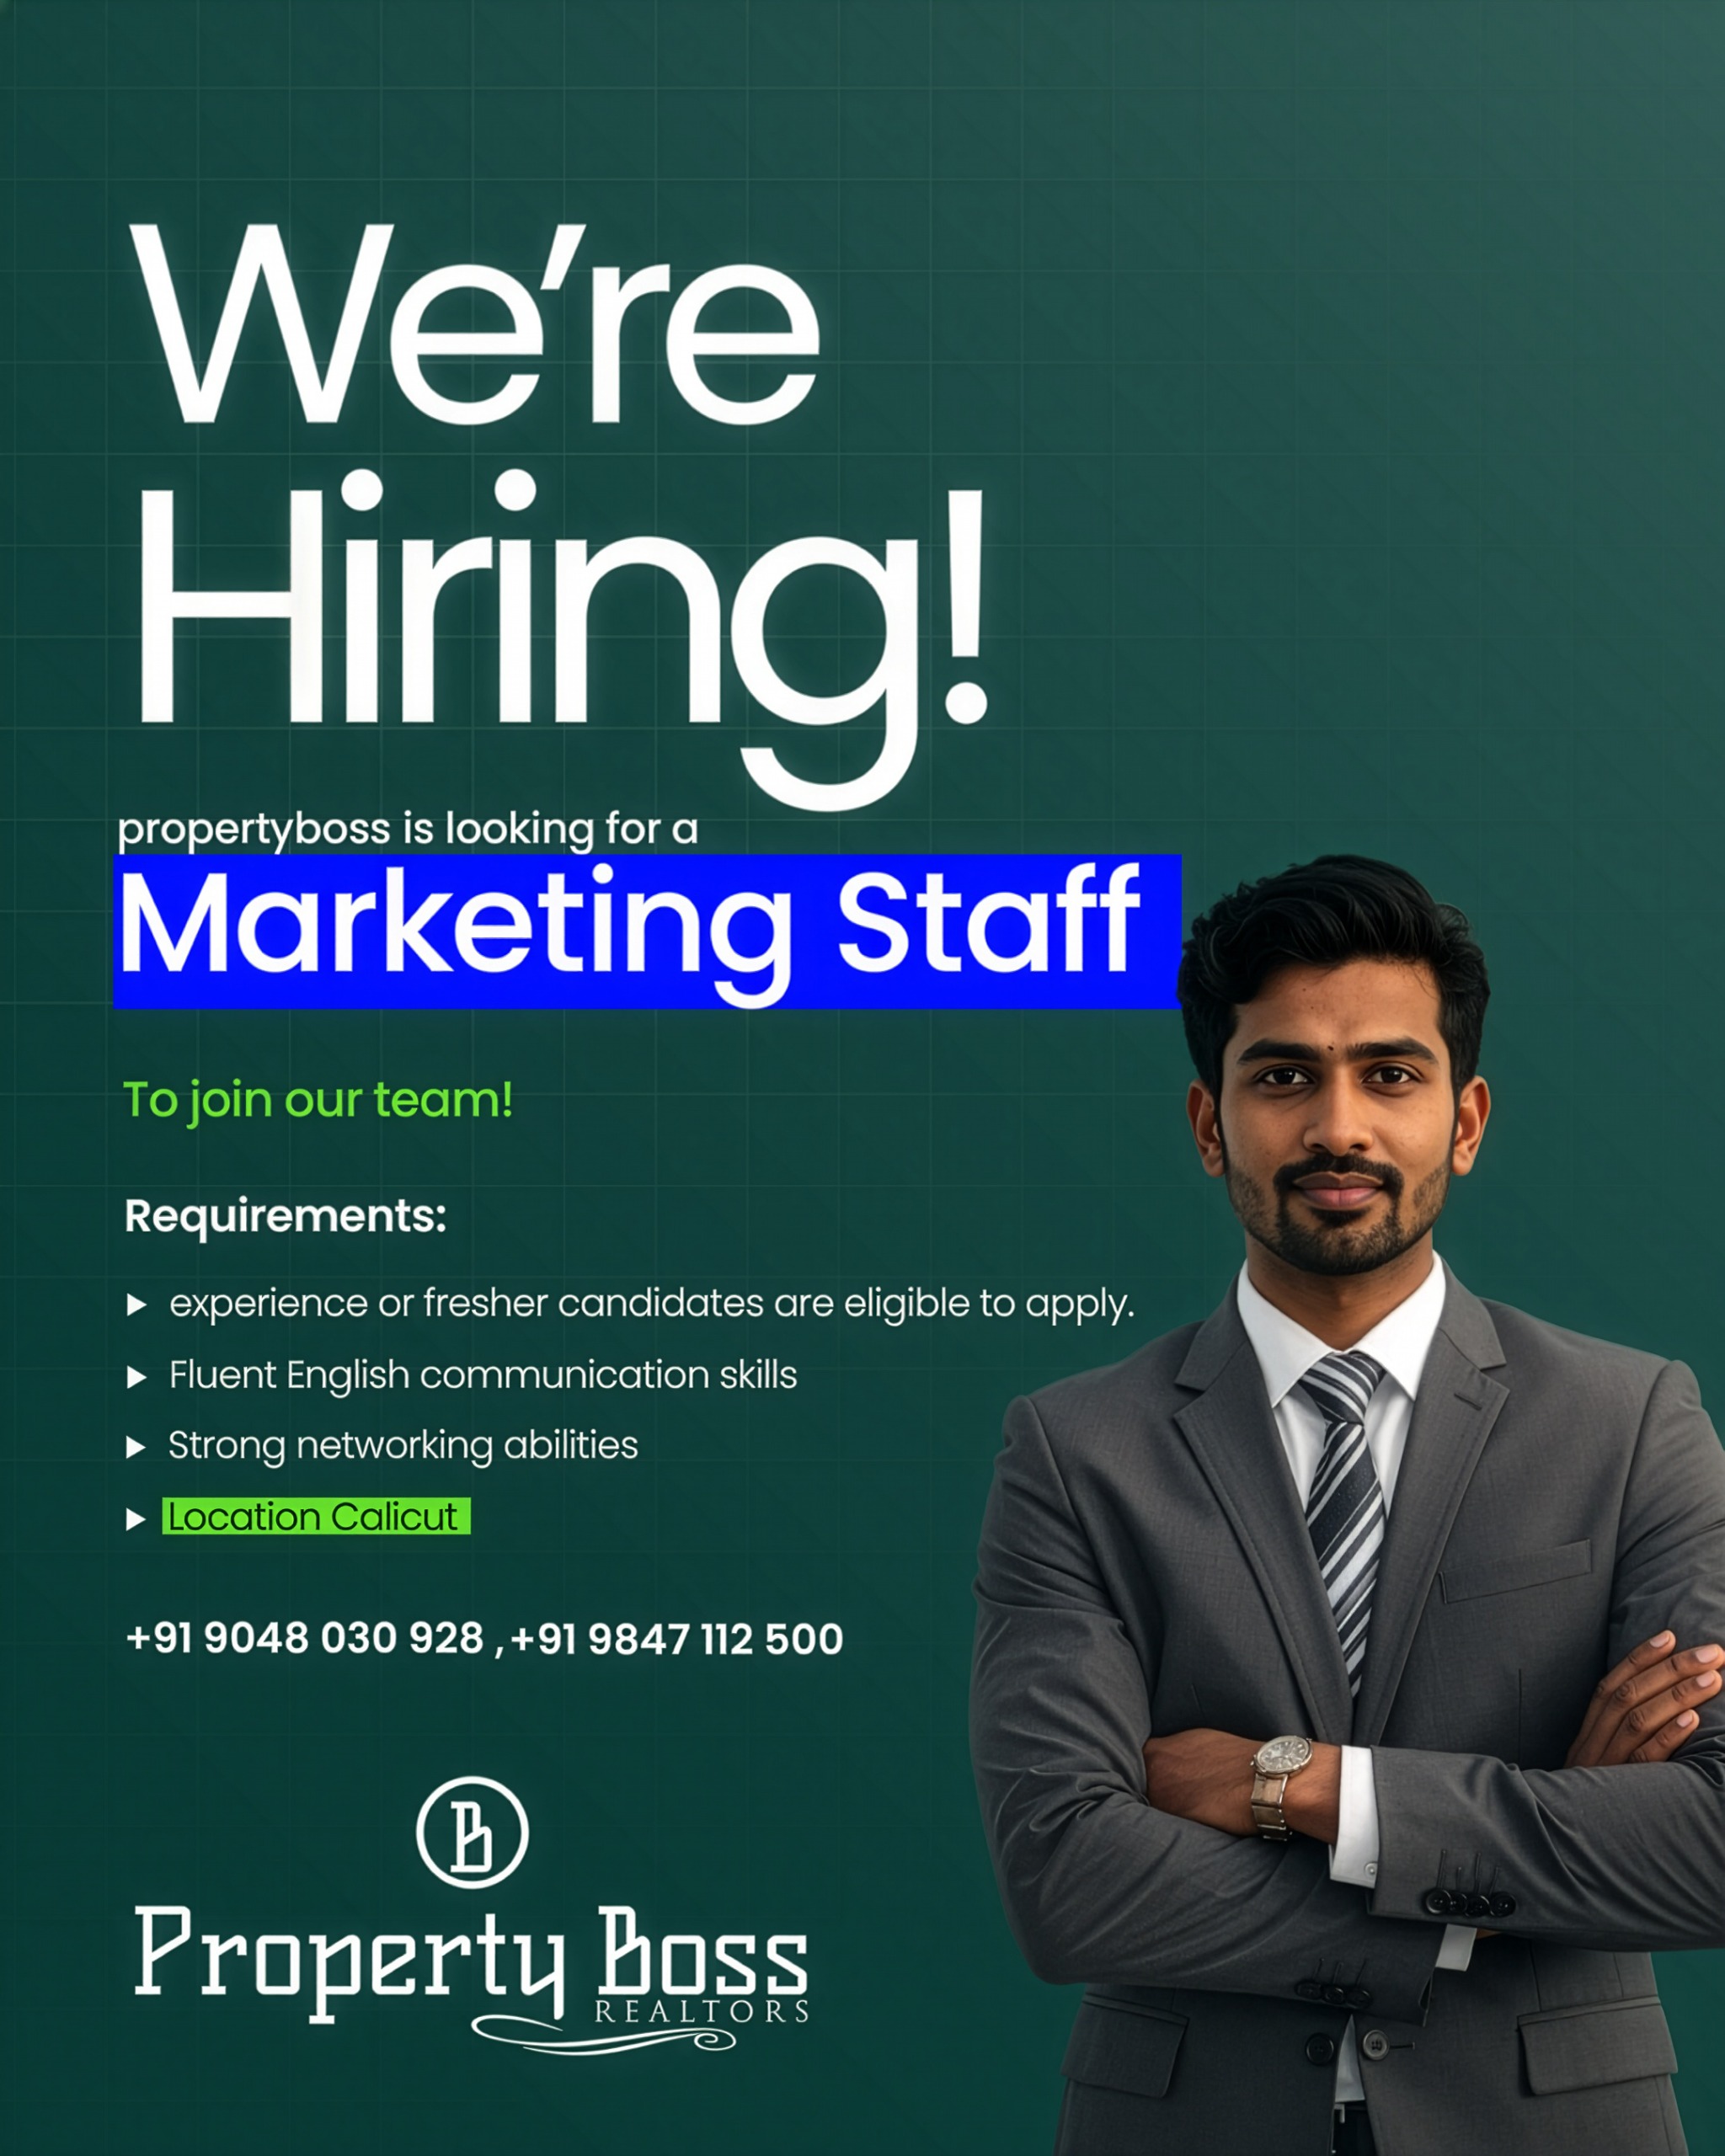 We're
Hiring!
propertyboss is looking for a
Marketing Staff
To join our team!
Requirements:
experience or fresher candidates are eligible to apply.
Fluent English communication skills
Strong networking abilities
Location Calicut
+91 9048 030 928 , +91 9847 112 500
B
Property Boss
REALTORS